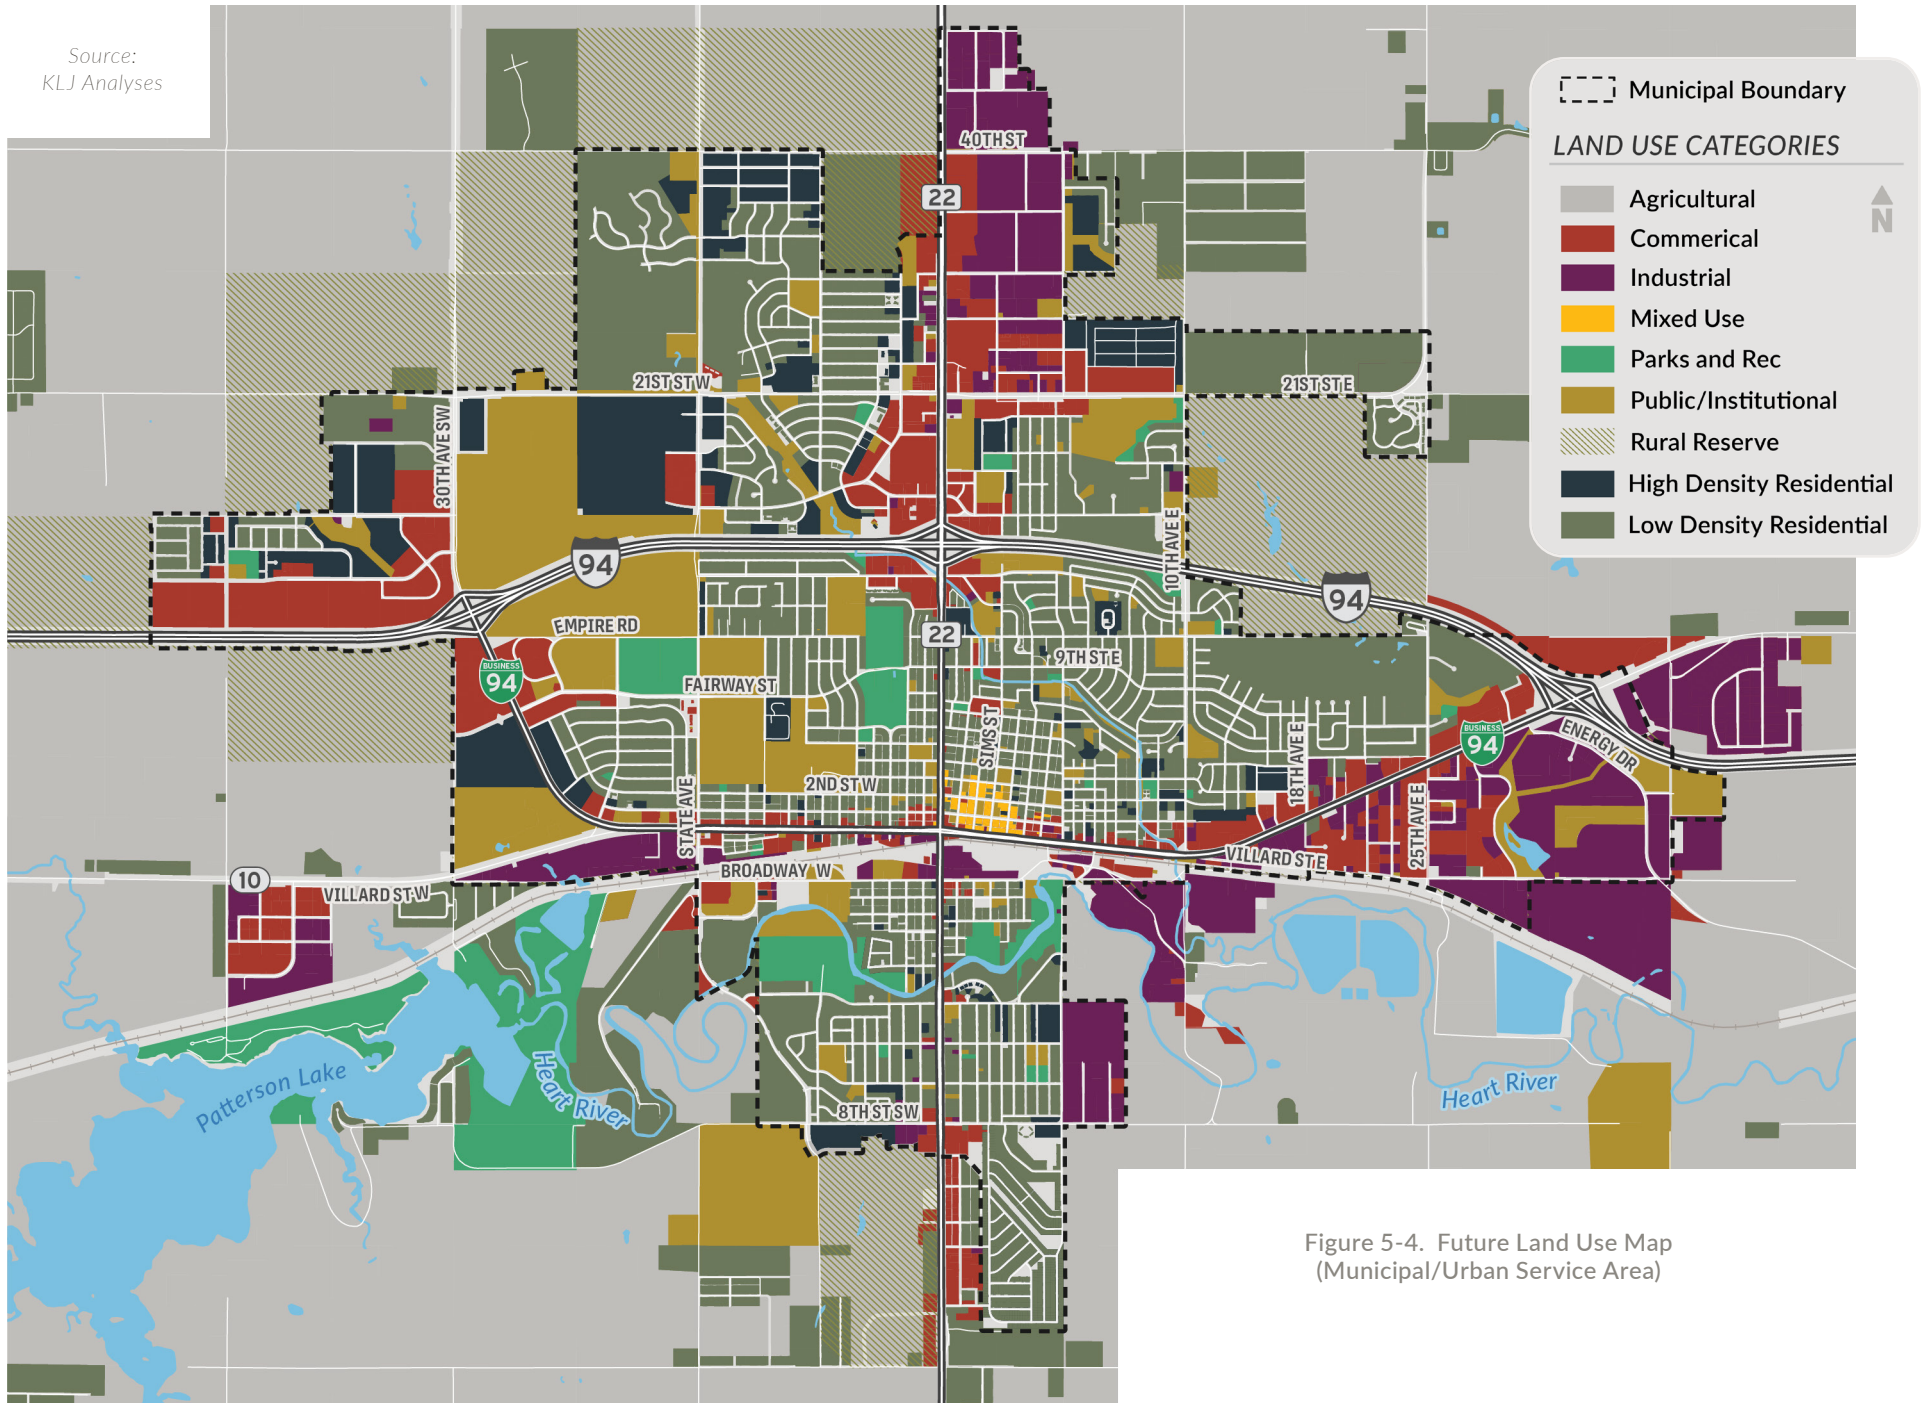 Source:
KLJ Analyses
Municipal Boundary
LAND USE CATEGORIES
Agricultural
Commerical
Industrial
Mixed Use
Parks and Rec
Public/Institutional
Rural Reserve
High Density Residential
Low Density Residential
N
40TH ST
22
21ST ST W
21ST ST E
30TH AVE SW
10TH AVE E
94
94
EMPIRE RD
22
9TH ST E
BUSINESS
94
FAIRWAY ST
SIMS ST
18TH AVE E
BUSINESS
94
ENERGY DR
STATE AVE
2ND ST W
25TH AVE E
VILLARD ST E
BROADWAY W
10
VILLARD ST W
Patterson Lake
Heart River
Heart River
8TH ST SW
Figure 5-4. Future Land Use Map
(Municipal/Urban Service Area)